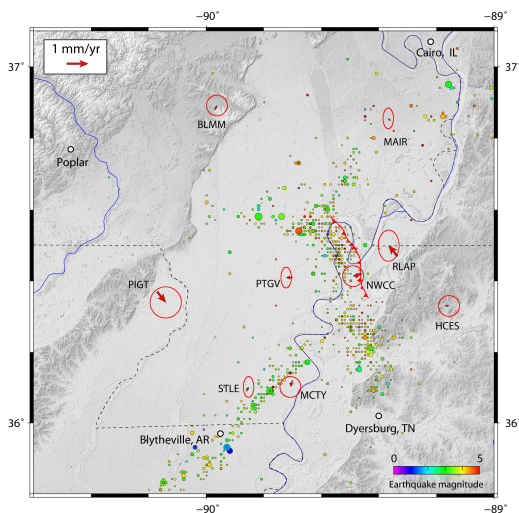 −90°
−89°
1 mm/yr
Cairo, IL
37°
37°
BLMM
MAIR
Poplar
RLAP
PIGT
PTGV
NWCC
HCES
STLE
MCTY
36°
36°
Blytheville, AR
Dyersburg, TN
0
5
Earthquake magnitude
−90°
−89°